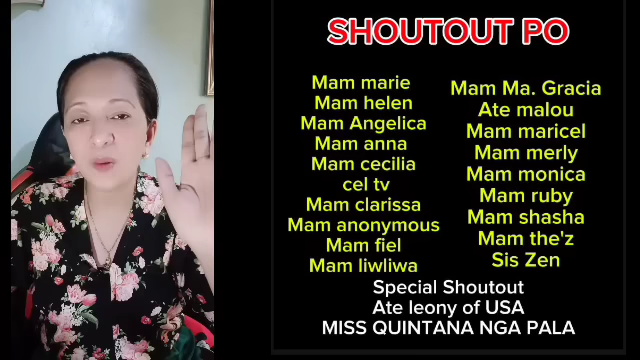 SHOUTOUT PO
Mam marie
Mam helen
Mam Angelica
Mam anna
Mam cecilia
cel tv
Mam clarissa
Mam anonymous
Mam fiel
Mam liwliwa
Mam Ma. Gracia
Ate malou
Mam maricel
Mam merly
Mam monica
Mam ruby
Mam shasha
Mam the'z
Sis Zen
Special Shoutout
Ate leony of USA
MISS QUINTANA NGA PALA